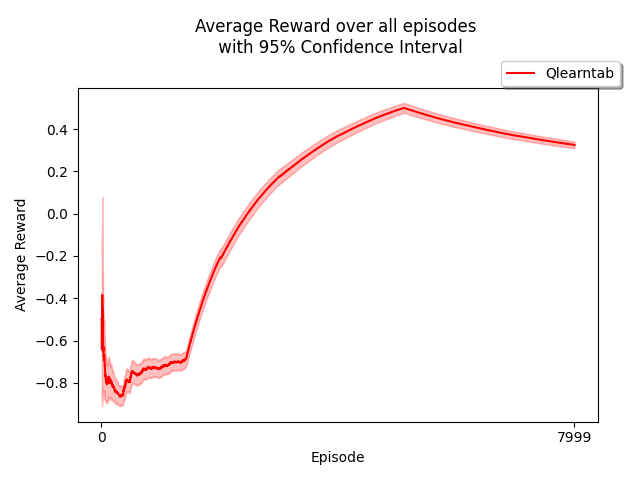 Average Reward over all episodes
with 95% Confidence Interval
Qlearntab
0.4
0.2
0.0
−0.2
−0.4
−0.6
−0.8
Average Reward
0
7999
Episode